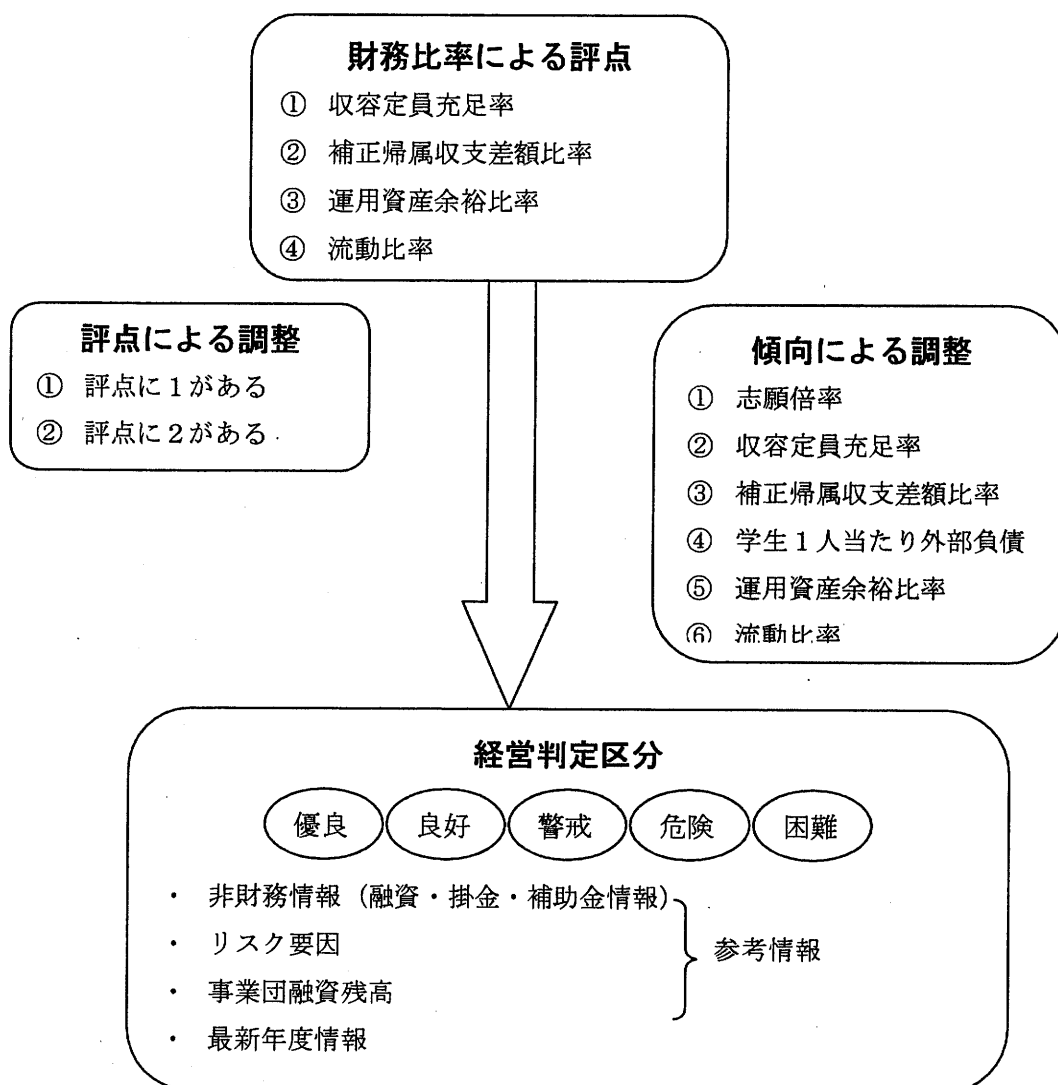 財務比率による評点
① 収容定員充足率
② 補正帰属収支差額比率
③ 運用資産余裕比率
④ 流動比率
評点による調整
① 評点に1がある
② 評点に2がある
傾向による調整
① 志願倍率
② 収容定員充足率
③ 補正帰属収支差額比率
④ 学生1人当たり外部負債
⑤ 運用資産余裕比率
⑥ 流動比率
経営判定区分
優良 良好 警戒 危険 困難
・ 非財務情報（融資・掛金・補助金情報）
・ リスク要因
参考情報
・ 事業団融資残高
・ 最新年度情報